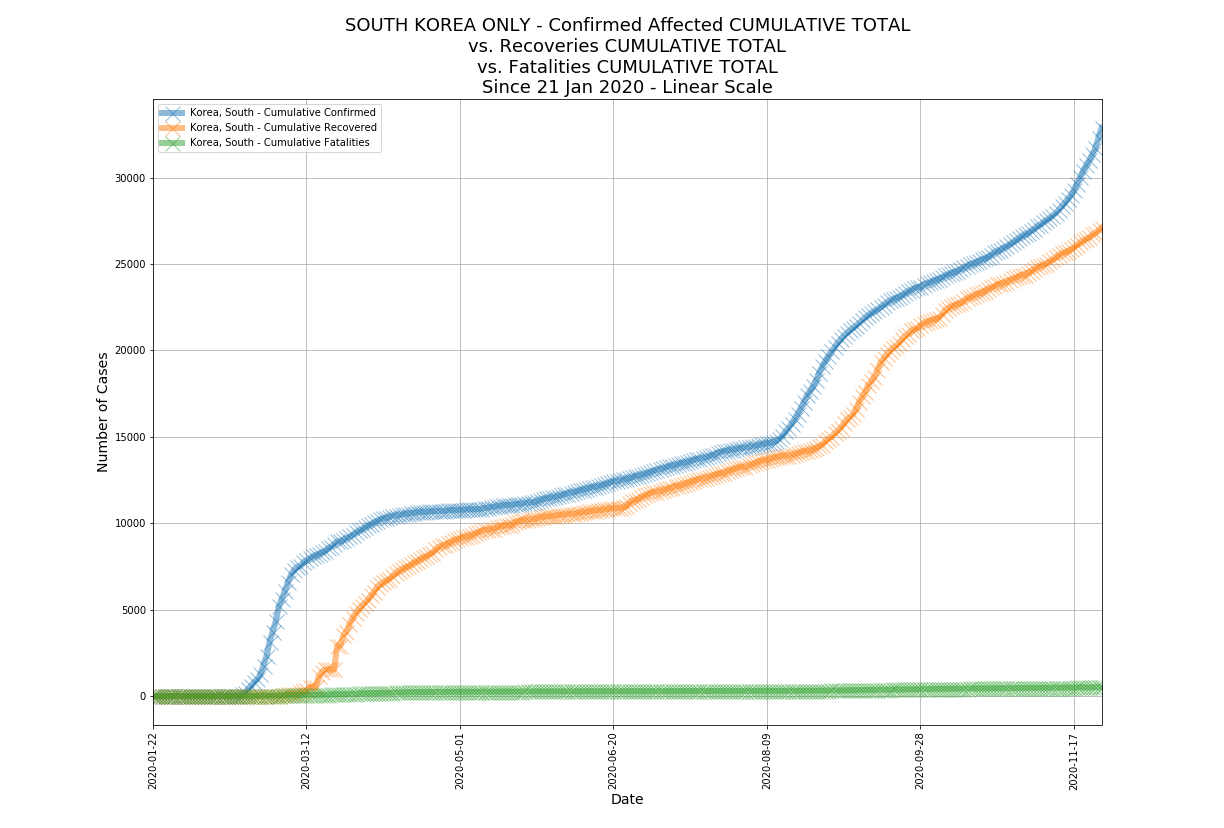 SOUTH KOREA ONLY - Confirmed Affected CUMULATIVE TOTAL
vs. Recoveries CUMULATIVE TOTAL
vs. Fatalities CUMULATIVE TOTAL
Since 21 Jan 2020 - Linear Scale
Korea, South - Cumulative Confirmed
Korea, South - Cumulative Recovered
Korea, South - Cumulative Fatalities
Number of Cases
30000
25000
20000
15000
10000
5000
0
2020-01-22
2020-03-12
2020-05-01
2020-06-20
2020-08-09
2020-09-28
2020-11-17
Date